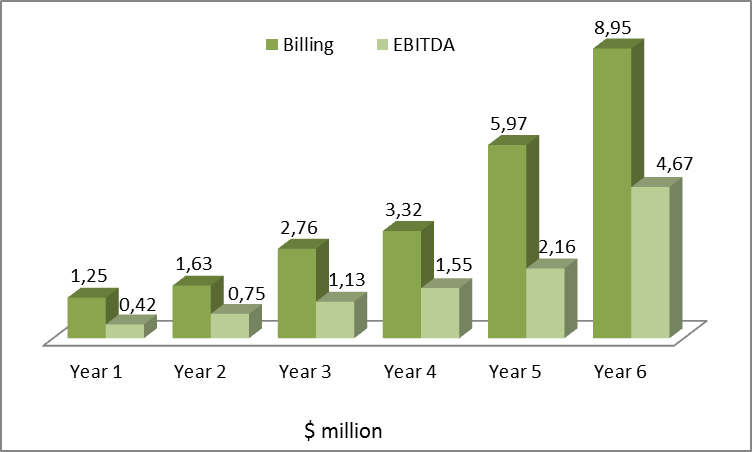 Billing EBITDA
1,25 0,42 1,63 0,75 2,76 1,13 3,32 1,55 5,97 2,16 8,95 4,67
Year 1 Year 2 Year 3 Year 4 Year 5 Year 6
$ million